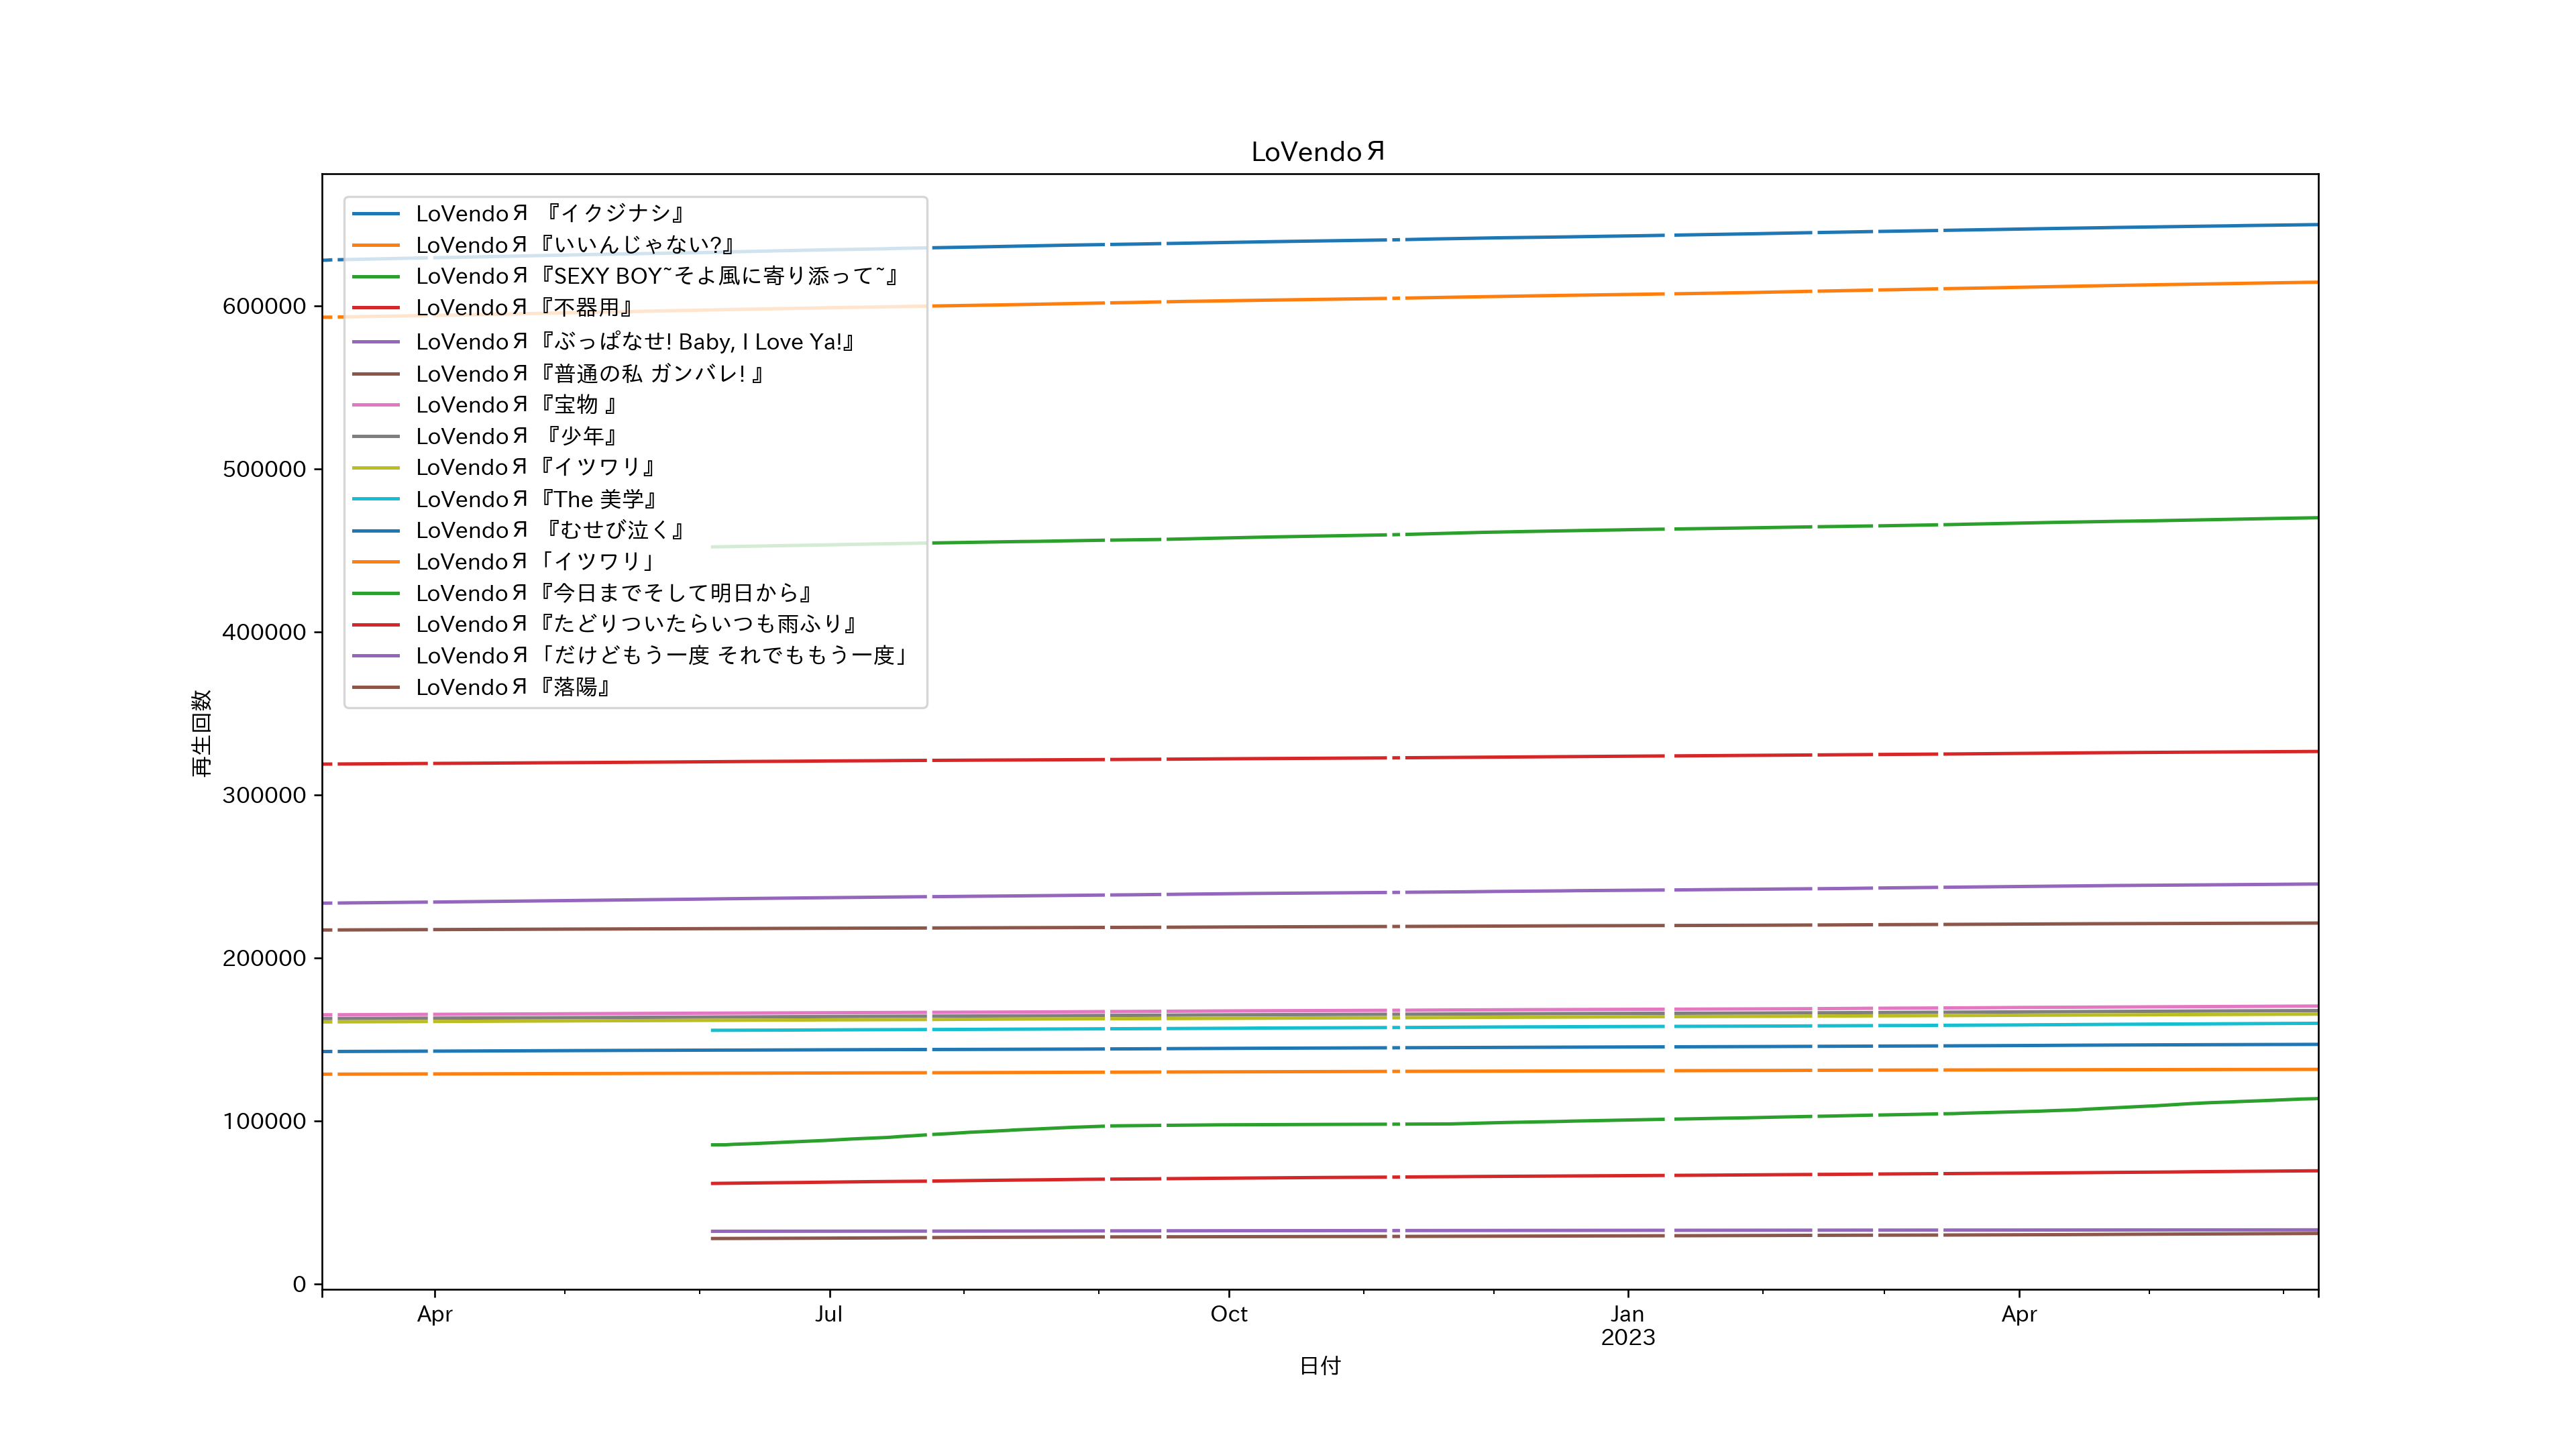 LoVendoЯ
LoVendoЯ 『イクジナシ』
LoVendoЯ『いいんじゃない?』
LoVendoЯ『SEXY BOY~そよ風に寄り添って~』
LoVendoЯ『不器用』
LoVendoЯ『ぶっぱなせ! Baby, I Love Ya!』
LoVendoЯ『普通の私 ガンバレ! 』
LoVendoЯ『宝物 』
LoVendoЯ 『少年』
LoVendoЯ『イツワリ』
LoVendoЯ『The 美学』
LoVendoЯ 『むせび泣く』
LoVendoЯ「イツワリ」
LoVendoЯ『今日までそして明日から』
LoVendoЯ『たどりついたらいつも雨ふり』
LoVendoЯ「だけどもう一度 それでももう一度」
LoVendoЯ『落陽』
再生回数
600000
500000
400000
300000
200000
100000
0
Apr Jul Oct Jan Apr
2023
日付